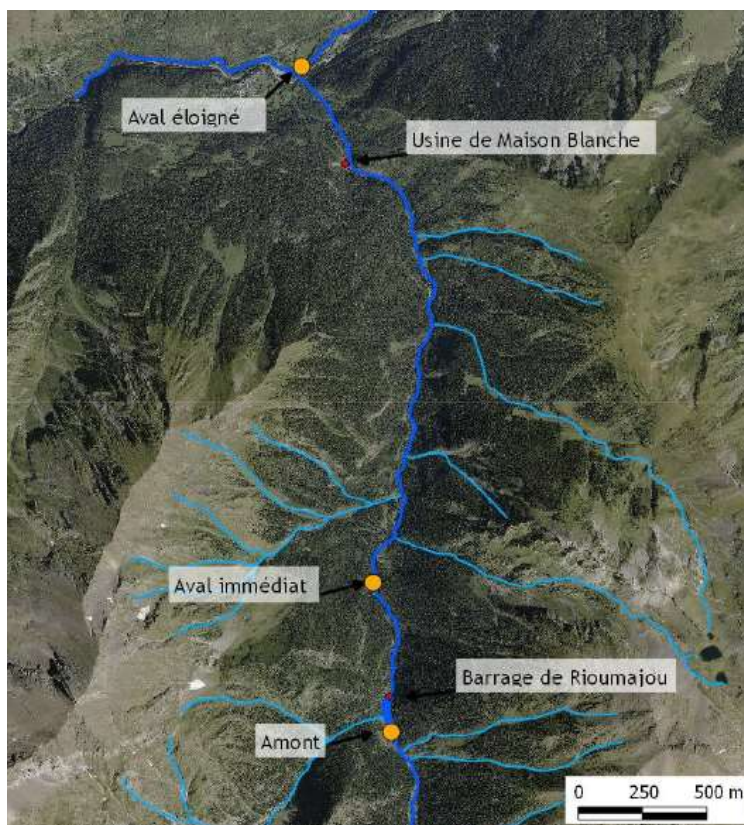 Aval éloigné
Usine de Maison Blanche
Aval immédiat
Barrage de Rioumajou
Amont
0 250 500 m